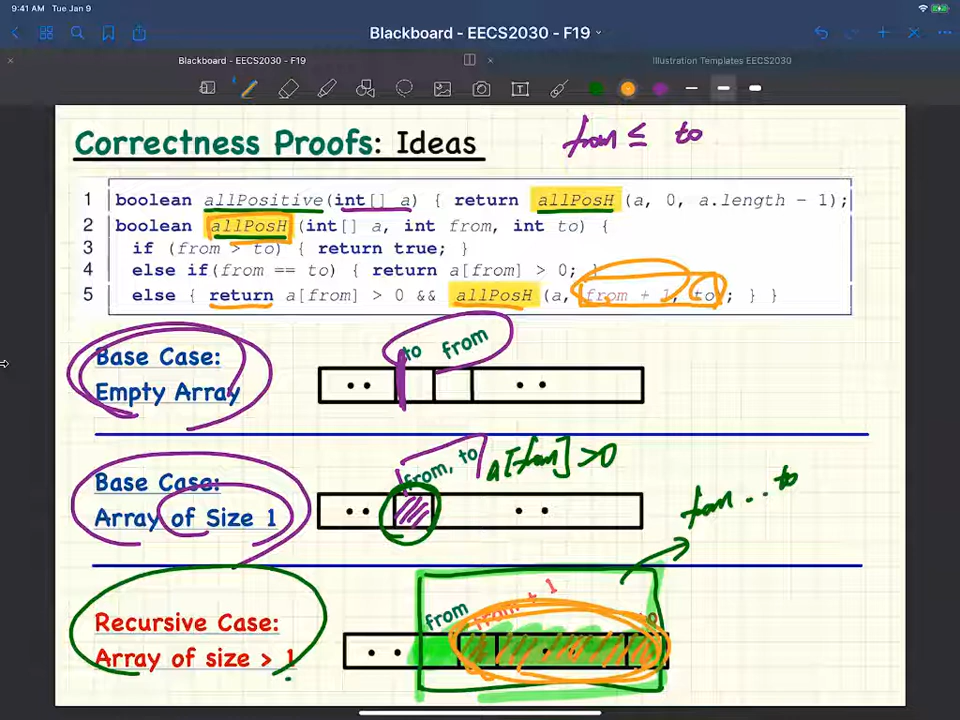 9:41 AM Tue Jan 9
Blackboard - EECS2030 - F19
Blackboard - EECS2030 - F19
Illustration Templates EECS2030
Correctness Proofs: Ideas
from ≤ to
1 boolean allPositive(int[] a) { return allPosH (a, 0, a.length - 1);
2 boolean allPosH (int[] a, int from, int to) {
3 if (from > to) { return true; }
4 else if(from == to) { return a[from] > 0; }
5 else { return a[from] > 0 && allPosH (a, from + 1, to); } }
Base Case:
Empty Array
to from
Base Case:
Array of Size 1
from, to
a[from] >0
from .. to
Recursive Case:
Array of size > 1
from from + 1